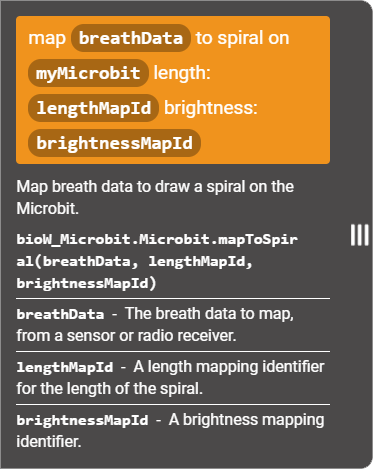 map breathData to spiral on
myMicrobit length:
lengthMapId brightness:
brightnessMapId
Map breath data to draw a spiral on the
Microbit.
bioW_Microbit.Microbit.mapToSpir
al(breathData, lengthMapId,
brightnessMapId)
breathData - The breath data to map,
from a sensor or radio receiver.
lengthMapId - A length mapping identifier
for the length of the spiral.
brightnessMapId - A brightness mapping
identifier.